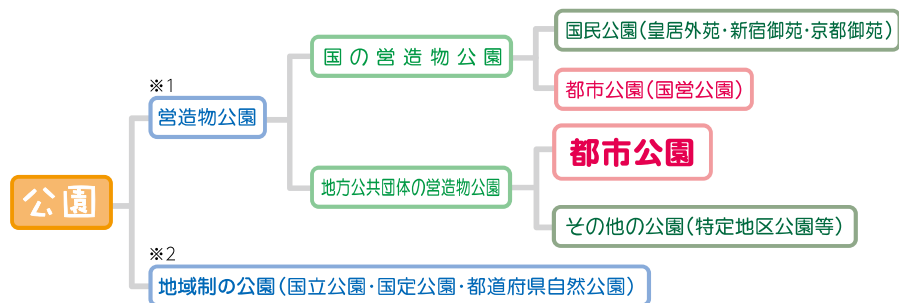 公園
※1
営造物公園
国の営造物公園
国民公園(皇居外苑・新宿御苑・京都御苑)
都市公園(国営公園)
地方公共団体の営造物公園
都市公園
その他の公園(特定地区公園等)
※2
地域制の公園(国立公園・国定公園・都道府県自然公園)